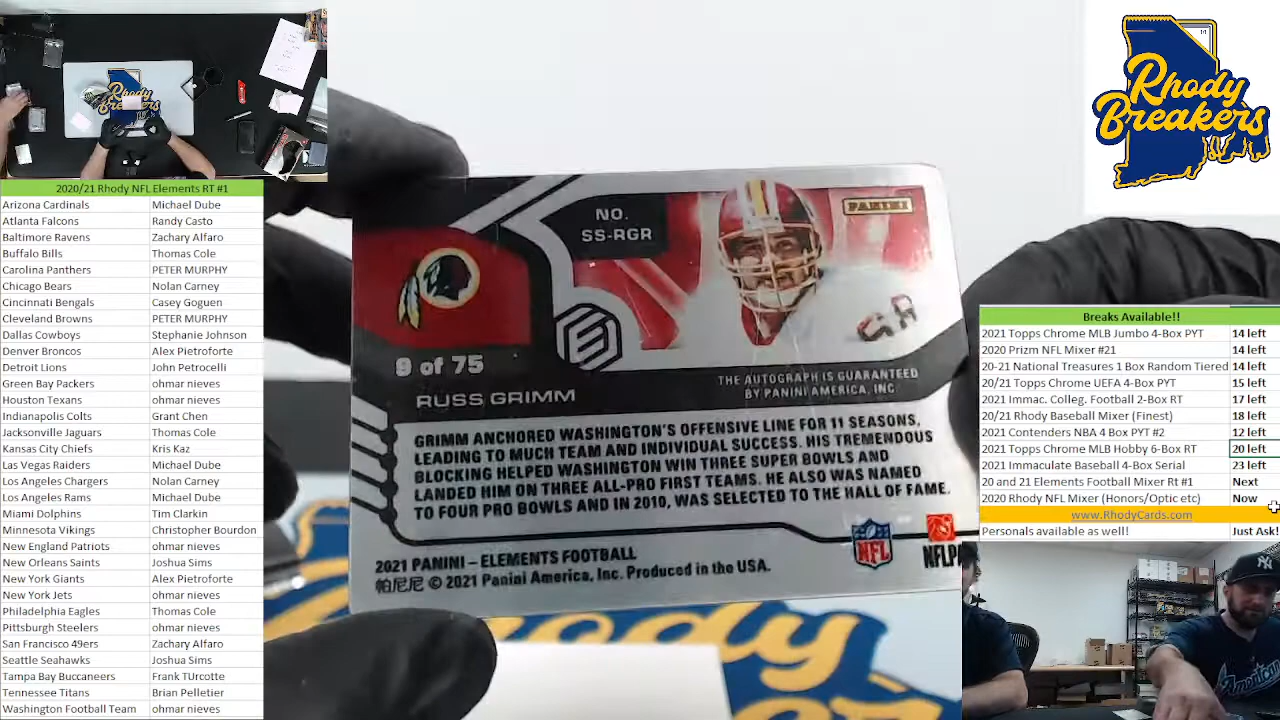 2020/21 Rhody NFL Elements RT #1
Arizona Cardinals Michael Dube
Atlanta Falcons Randy Casto
Baltimore Ravens Zachary Alfaro
Buffalo Bills Thomas Cole
Carolina Panthers PETER MURPHY
Chicago Bears Nolan Carney
Cincinnati Bengals Casey Goguen
Cleveland Browns PETER MURPHY
Dallas Cowboys Stephanie Johnson
Denver Broncos Alex Pietroforte
Detroit Lions John Petrocelli
Green Bay Packers ohmar nieves
Houston Texans ohmar nieves
Indianapolis Colts Grant Chen
Jacksonville Jaguars Thomas Cole
Kansas City Chiefs Kris Kaz
Las Vegas Raiders Michael Dube
Los Angeles Chargers Nolan Carney
Los Angeles Rams Michael Dube
Miami Dolphins Tim Clarkin
Minnesota Vikings Christopher Bourdon
New England Patriots ohmar nieves
New Orleans Saints Joshua Sims
New York Giants Alex Pietroforte
New York Jets ohmar nieves
Philadelphia Eagles Thomas Cole
Pittsburgh Steelers ohmar nieves
San Francisco 49ers Zachary Alfaro
Seattle Seahawks Joshua Sims
Tampa Bay Buccaneers Frank TUrcotte
Tennessee Titans Brian Pelletier
Washington Football Team ohmar nieves
NO.
SS-RGR
PANINI
9 of 75
RUSS GRIMM
THE AUTOGRAPH IS GUARANTEED
BY PANINI AMERICA, INC.
GRIMM ANCHORED WASHINGTON'S OFFENSIVE LINE FOR 11 SEASONS,
LEADING TO MUCH TEAM AND INDIVIDUAL SUCCESS. HIS TREMENDOUS
BLOCKING HELPED WASHINGTON WIN THREE SUPER BOWLS AND
LANDED HIM ON THREE ALL-PRO FIRST TEAMS. HE ALSO WAS NAMED
TO FOUR PRO BOWLS AND IN 2010, WAS SELECTED TO THE HALL OF FAME.
2021 PANINI – ELEMENTS FOOTBALL
帕尼尼 © 2021 Panini America, Inc. Produced in the USA.
NFL
NFLP
Rhody
Breakers
Rhody
Breakers
Rhody
Breaks Available!!
2021 Topps Chrome MLB Jumbo 4-Box PYT 14 left
2020 Prizm NFL Mixer #21 14 left
20-21 National Treasures 1 Box Random Tiered 14 left
20/21 Topps Chrome UEFA 4-Box PYT 15 left
2021 Immac. Colleg. Football 2-Box RT 17 left
20/21 Rhody Baseball Mixer (Finest) 18 left
2021 Contenders NBA 4 Box PYT #2 12 left
2021 Topps Chrome MLB Hobby 6-Box RT 20 left
2021 Immaculate Baseball 4-Box Serial 23 left
20 and 21 Elements Football Mixer Rt #1 Next
2020 Rhody NFL Mixer (Honors/Optic etc) Now
www.RhodyCards.com
Personals available as well! Just Ask!
American